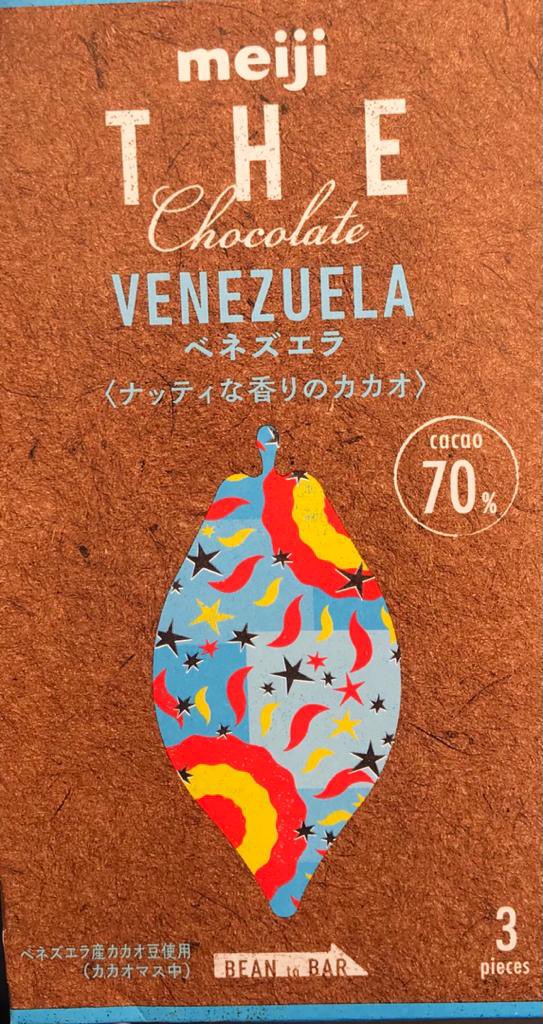 meiji
THE
Chocolate
VENEZUELA
ベネズエラ
〈ナッティな香りのカカオ〉
cacao
70%
ベネズエラ産カカオ豆使用
(カカオマス中)
BEAN to BAR
3
pieces